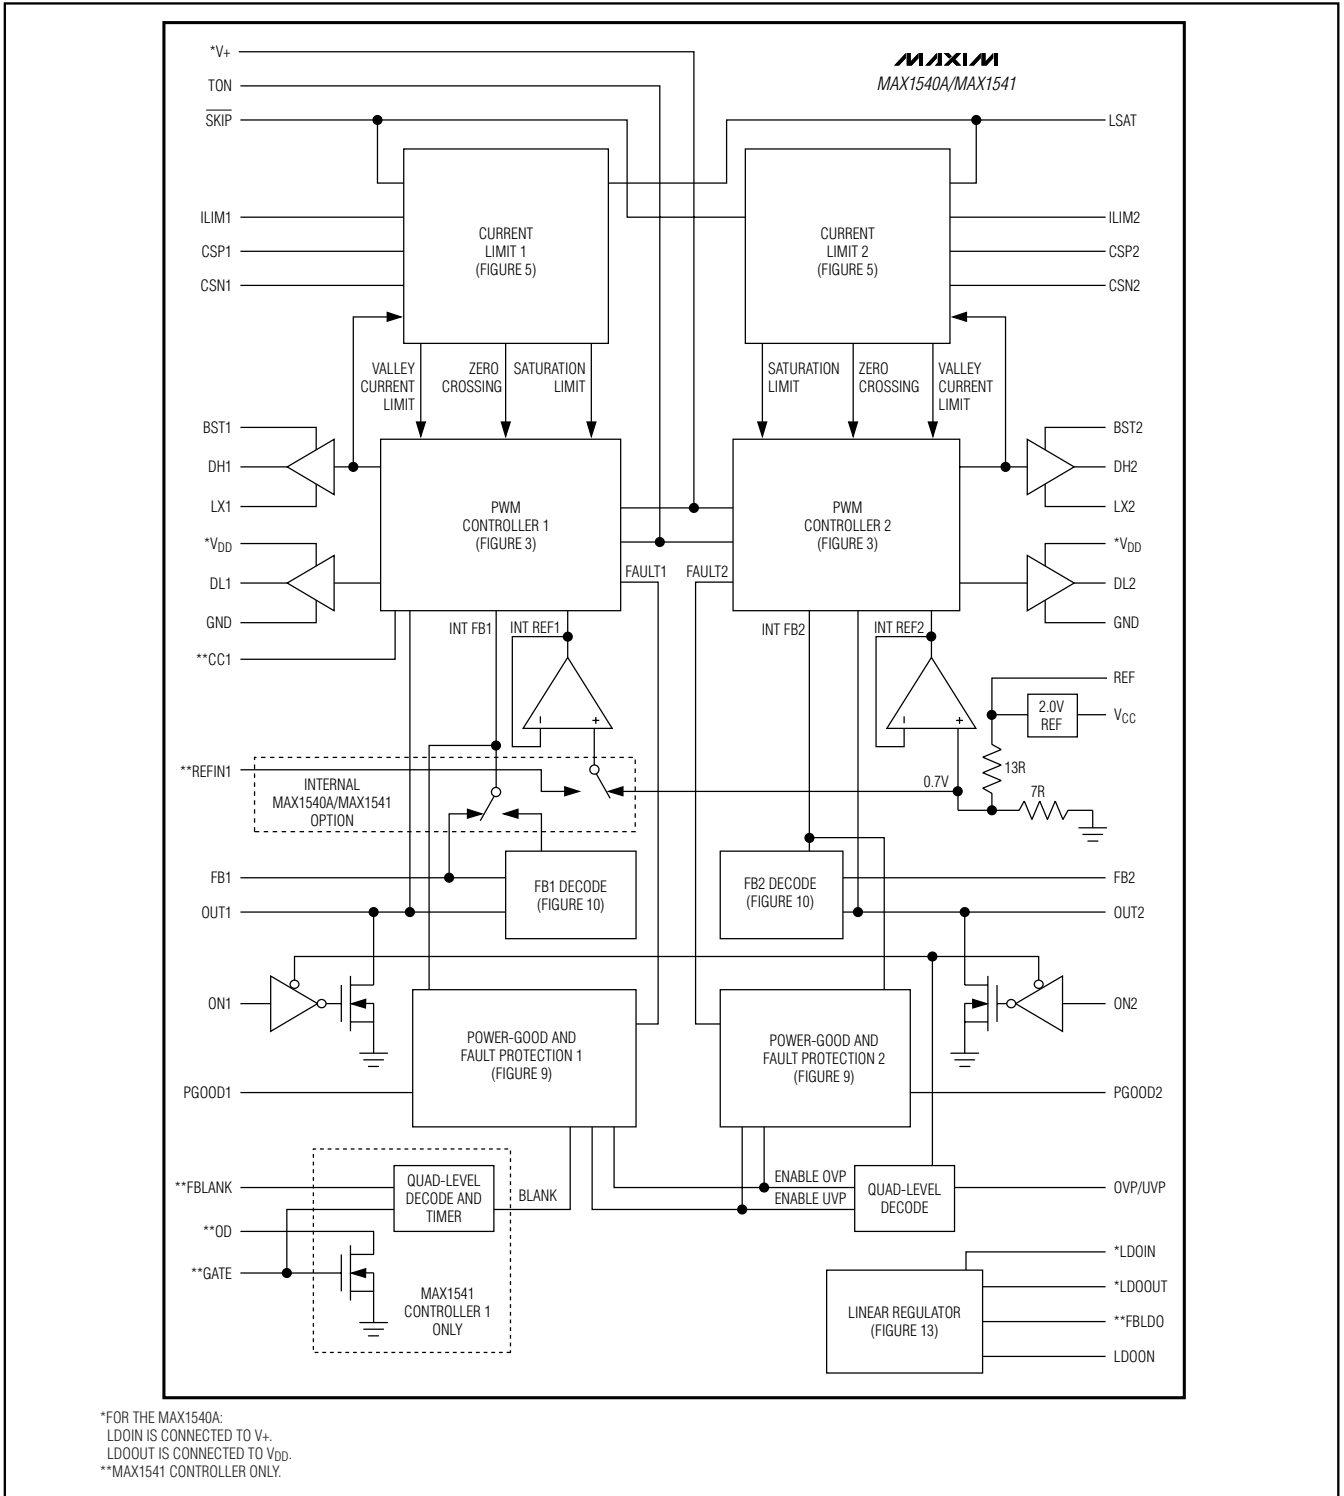 MAXIM
MAX1540A/MAX1541
*V+
TON
SKIP
LSAT
ILIM1
CSP1
CSN1
CURRENT
LIMIT 1
(FIGURE 5)
CURRENT
LIMIT 2
(FIGURE 5)
ILIM2
CSP2
CSN2
VALLEY
CURRENT
LIMIT
ZERO
CROSSING
SATURATION
LIMIT
SATURATION
LIMIT
ZERO
CROSSING
VALLEY
CURRENT
LIMIT
BST1
DH1
LX1
*VDD
DL1
GND
**CC1
PWM
CONTROLLER 1
(FIGURE 3)
PWM
CONTROLLER 2
(FIGURE 3)
BST2
DH2
LX2
*VDD
DL2
GND
FAULT1
FAULT2
INT FB1
INT REF1
INT FB2
INT REF2
-
+
-
+
REF
2.0V
REF
VCC
13R
7R
0.7V
**REFIN1
INTERNAL
MAX1540A/MAX1541
OPTION
FB1
OUT1
FB1 DECODE
(FIGURE 10)
FB2 DECODE
(FIGURE 10)
FB2
OUT2
ON1
ON2
POWER-GOOD AND
FAULT PROTECTION 1
(FIGURE 9)
POWER-GOOD AND
FAULT PROTECTION 2
(FIGURE 9)
PGOOD1
PGOOD2
**FBLANK
**OD
**GATE
QUAD-LEVEL
DECODE AND
TIMER
BLANK
MAX1541
CONTROLLER 1
ONLY
ENABLE OVP
ENABLE UVP
QUAD-LEVEL
DECODE
OVP/UVP
LINEAR REGULATOR
(FIGURE 13)
*LDOIN
*LDOOUT
**FBLDO
LDOON
*FOR THE MAX1540A:
LDOIN IS CONNECTED TO V+.
LDOOUT IS CONNECTED TO VDD.
**MAX1541 CONTROLLER ONLY.